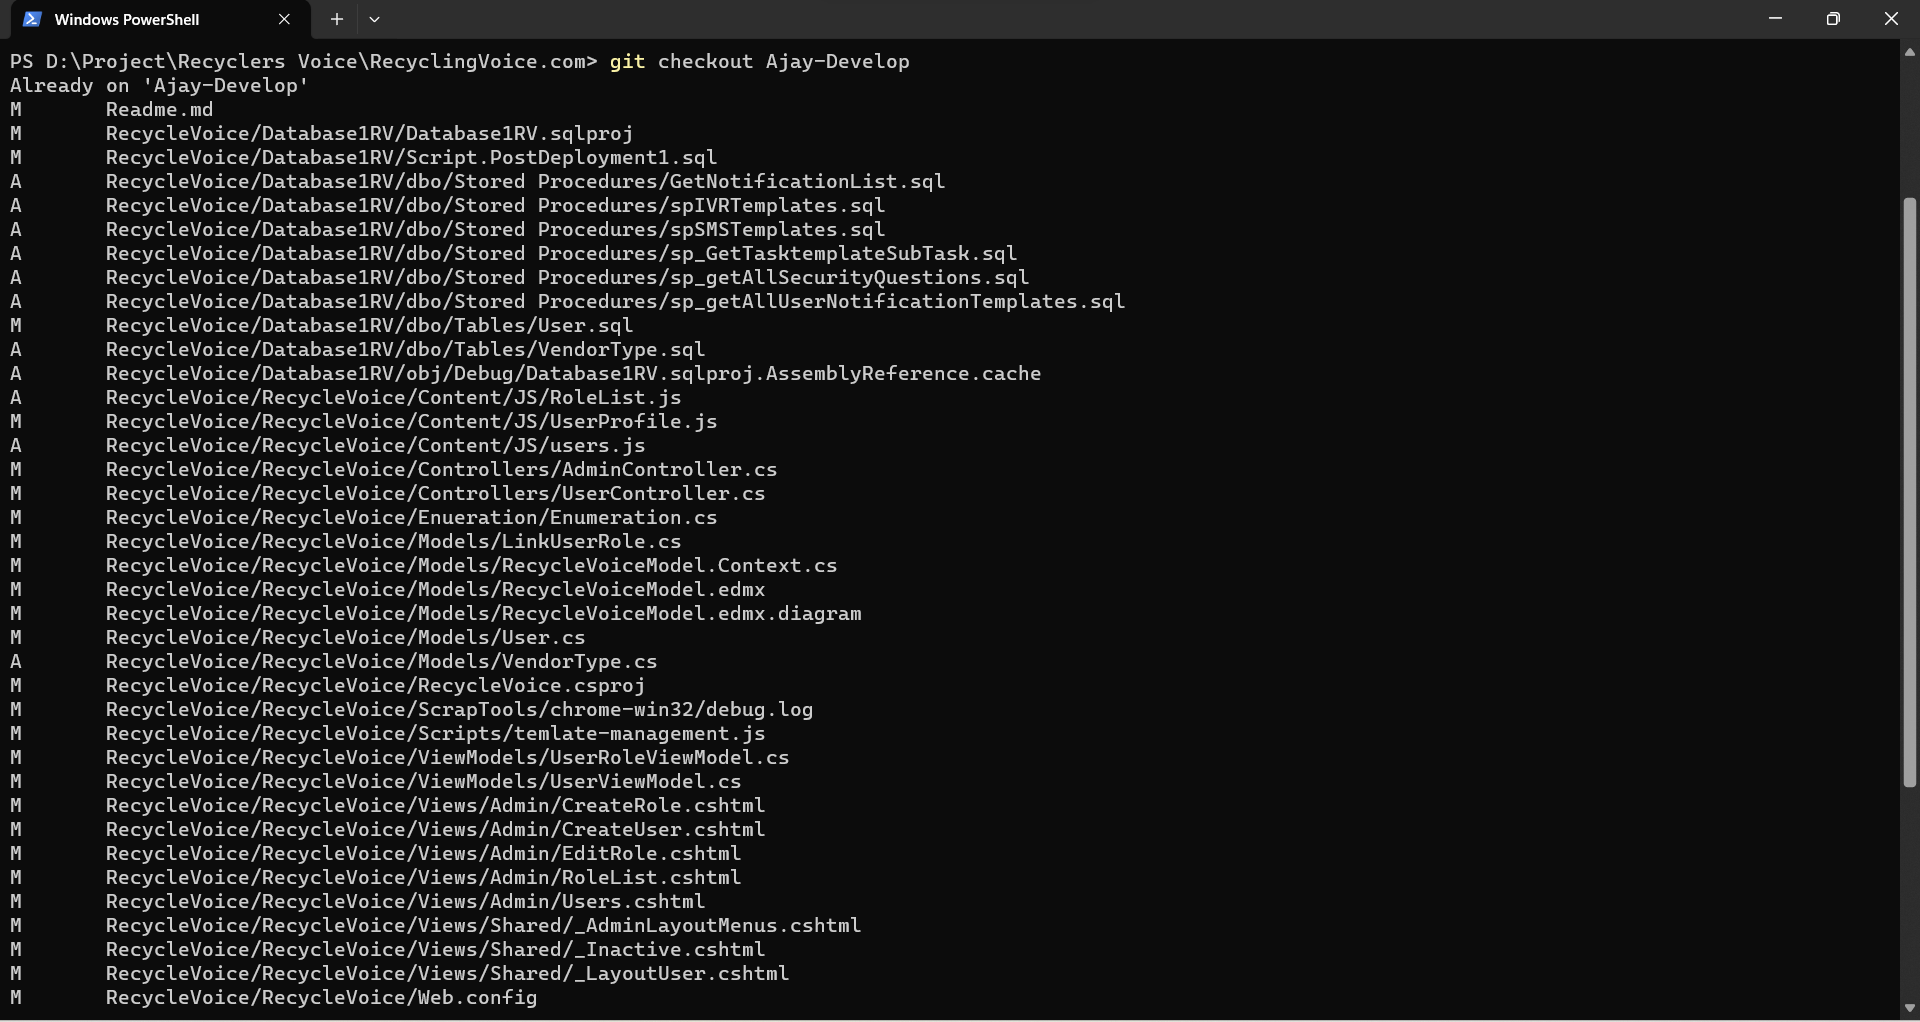 Windows PowerShell
PS D:\Project\Recyclers Voice\RecyclingVoice.com> git checkout Ajay-Develop
Already on 'Ajay-Develop'
M       Readme.md
M       RecycleVoice/Database1RV/Database1RV.sqlproj
M       RecycleVoice/Database1RV/Script.PostDeployment1.sql
A       RecycleVoice/Database1RV/dbo/Stored Procedures/GetNotificationList.sql
A       RecycleVoice/Database1RV/dbo/Stored Procedures/spIVRTemplates.sql
A       RecycleVoice/Database1RV/dbo/Stored Procedures/spSMSTemplates.sql
A       RecycleVoice/Database1RV/dbo/Stored Procedures/sp_GetTasktemplateSubTask.sql
A       RecycleVoice/Database1RV/dbo/Stored Procedures/sp_getAllSecurityQuestions.sql
A       RecycleVoice/Database1RV/dbo/Stored Procedures/sp_getAllUserNotificationTemplates.sql
M       RecycleVoice/Database1RV/dbo/Tables/User.sql
A       RecycleVoice/Database1RV/dbo/Tables/VendorType.sql
A       RecycleVoice/Database1RV/obj/Debug/Database1RV.sqlproj.AssemblyReference.cache
A       RecycleVoice/RecycleVoice/Content/JS/RoleList.js
M       RecycleVoice/RecycleVoice/Content/JS/UserProfile.js
A       RecycleVoice/RecycleVoice/Content/JS/users.js
M       RecycleVoice/RecycleVoice/Controllers/AdminController.cs
M       RecycleVoice/RecycleVoice/Controllers/UserController.cs
M       RecycleVoice/RecycleVoice/Enueration/Enumeration.cs
M       RecycleVoice/RecycleVoice/Models/LinkUserRole.cs
M       RecycleVoice/RecycleVoice/Models/RecycleVoiceModel.Context.cs
M       RecycleVoice/RecycleVoice/Models/RecycleVoiceModel.edmx
M       RecycleVoice/RecycleVoice/Models/RecycleVoiceModel.edmx.diagram
M       RecycleVoice/RecycleVoice/Models/User.cs
A       RecycleVoice/RecycleVoice/Models/VendorType.cs
M       RecycleVoice/RecycleVoice/RecycleVoice.csproj
M       RecycleVoice/RecycleVoice/ScrapTools/chrome-win32/debug.log
M       RecycleVoice/RecycleVoice/Scripts/temlate-management.js
M       RecycleVoice/RecycleVoice/ViewModels/UserRoleViewModel.cs
M       RecycleVoice/RecycleVoice/ViewModels/UserViewModel.cs
M       RecycleVoice/RecycleVoice/Views/Admin/CreateRole.cshtml
M       RecycleVoice/RecycleVoice/Views/Admin/CreateUser.cshtml
M       RecycleVoice/RecycleVoice/Views/Admin/EditRole.cshtml
M       RecycleVoice/RecycleVoice/Views/Admin/RoleList.cshtml
M       RecycleVoice/RecycleVoice/Views/Admin/Users.cshtml
M       RecycleVoice/RecycleVoice/Views/Shared/_AdminLayoutMenus.cshtml
M       RecycleVoice/RecycleVoice/Views/Shared/_Inactive.cshtml
M       RecycleVoice/RecycleVoice/Views/Shared/_LayoutUser.cshtml
M       RecycleVoice/RecycleVoice/Web.config